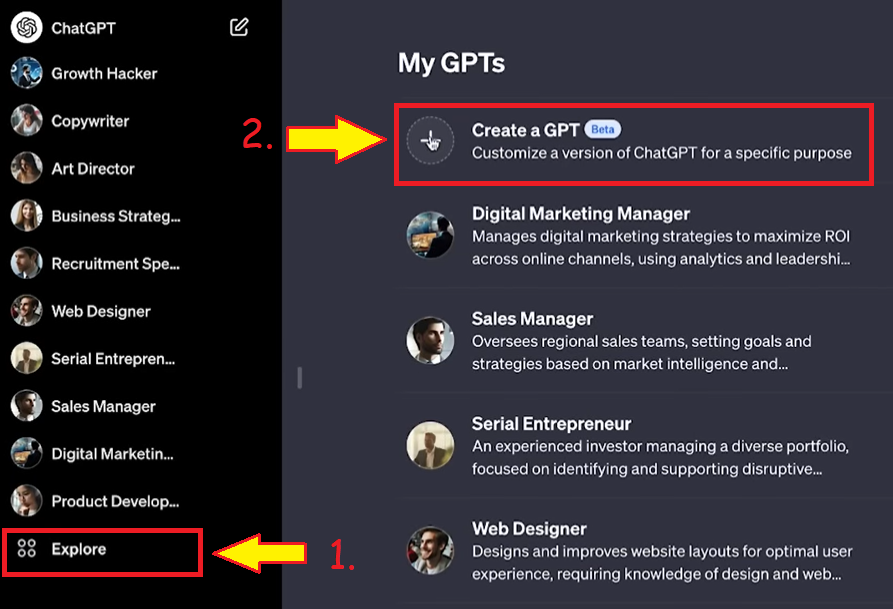 ChatGPT
Growth Hacker
Copywriter
Art Director
Business Strateg...
Recruitment Spe...
Web Designer
Serial Entrepren...
Sales Manager
Digital Marketin...
Product Develop...
Explore
1.
My GPTs
2.
Create a GPT Beta
Customize a version of ChatGPT for a specific purpose
Digital Marketing Manager
Manages digital marketing strategies to maximize ROI
across online channels, using analytics and leadershi...
Sales Manager
Oversees regional sales teams, setting goals and
strategies based on market intelligence and...
Serial Entrepreneur
An experienced investor managing a diverse portfolio,
focused on identifying and supporting disruptive...
Web Designer
Designs and improves website layouts for optimal user
experience, requiring knowledge of design and web...